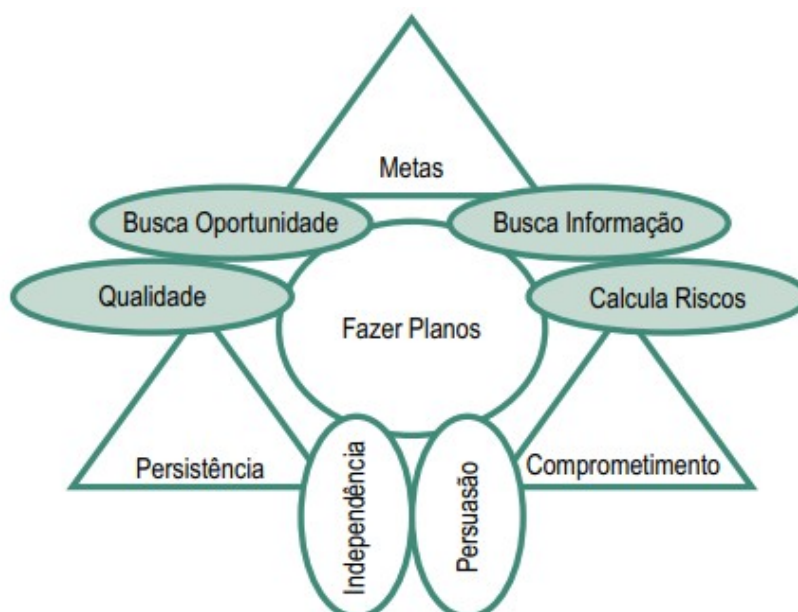 Metas
Busca Oportunidade
Busca Informação
Qualidade
Calcula Riscos
Fazer Planos
Persistência
Comprometimento
Independência
Persuasão